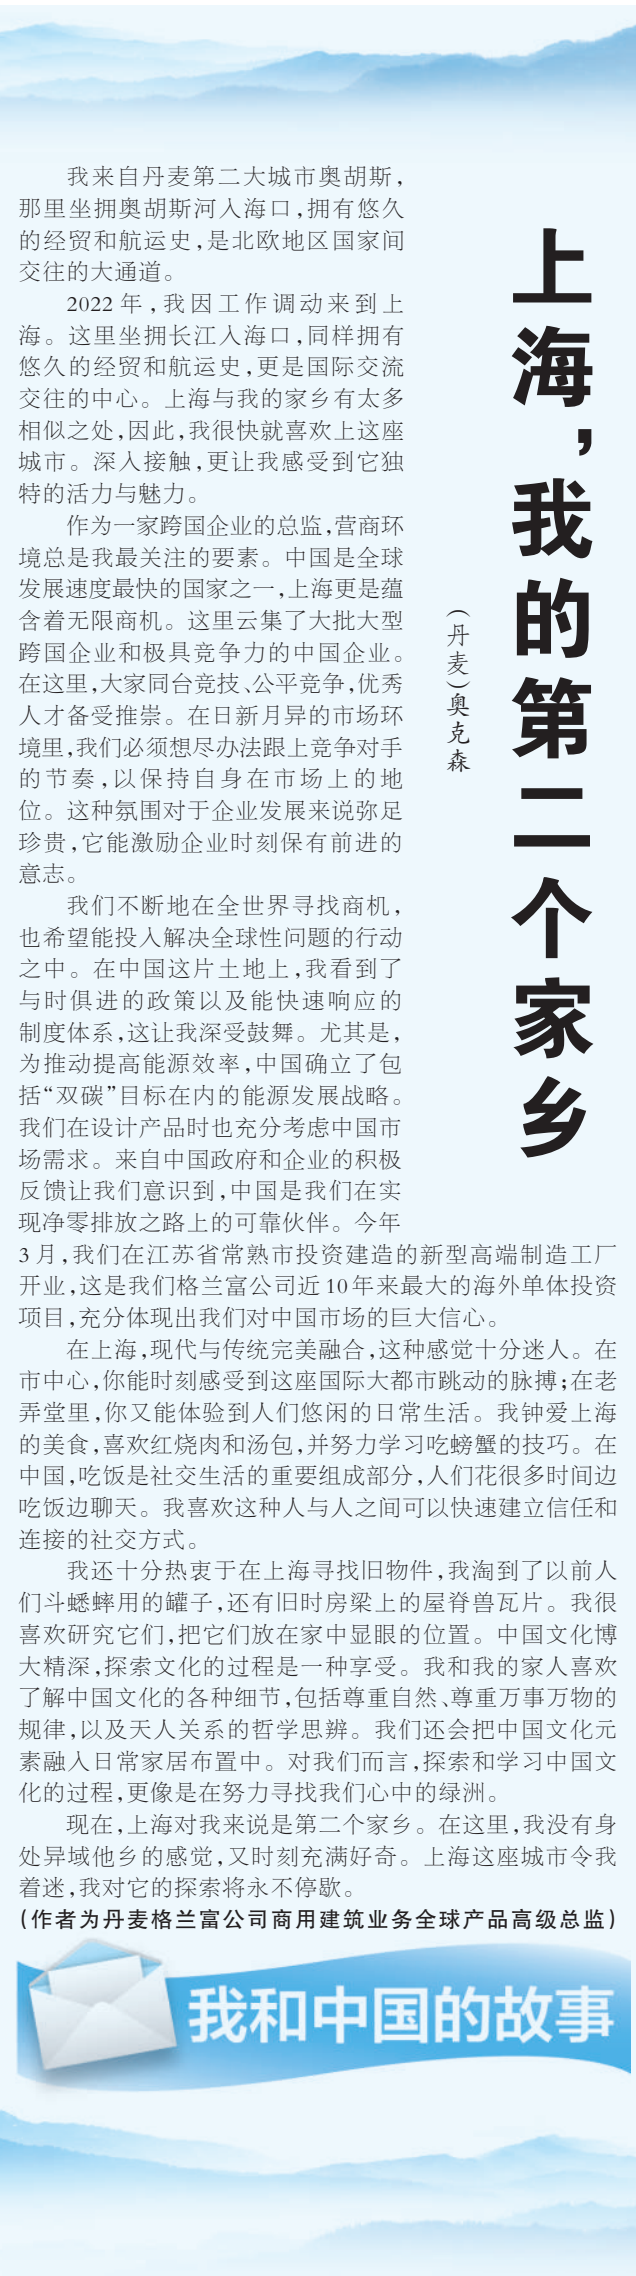 上海，我的第二个家乡
（丹麦）奥克森
我来自丹麦第二大城市奥胡斯，
那里坐拥奥胡斯河入海口，拥有悠久
的经贸和航运史，是北欧地区国家间
交往的大通道。
2022年，我因工作调动来到上
海。这里坐拥长江入海口，同样拥有
悠久的经贸和航运史，更是国际交流
交往的中心。上海与我的家乡有太多
相似之处，因此，我很快就喜欢上这座
城市。深入接触，更让我感受到它独
特的活力与魅力。
作为一家跨国企业的总监，营商环
境总是我最关注的要素。中国是全球
发展速度最快的国家之一，上海更是蕴
含着无限商机。这里云集了大批大型
跨国企业和极具竞争力的中国企业。
在这里，大家同台竞技、公平竞争，优秀
人才备受推崇。在日新月异的市场环
境里，我们必须想尽办法跟上竞争对手
的节奏，以保持自身在市场上的地
位。这种氛围对于企业发展来说弥足
珍贵，它能激励企业时刻保有前进的
意志。
我们不断地在全世界寻找商机，
也希望能投入解决全球性问题的行动
之中。在中国这片土地上，我看到了
与时俱进的政策以及能快速响应的
制度体系，这让我深受鼓舞。尤其是，
为推动提高能源效率，中国确立了包
括“双碳”目标在内的能源发展战略。
我们在设计产品时也充分考虑中国市
场需求。来自中国政府和企业的积极
反馈让我们意识到，中国是我们在实
现净零排放之路上的可靠伙伴。今年
3月，我们在江苏省常熟市投资建造的新型高端制造工厂
开业，这是我们格兰富公司近10年来最大的海外单体投资
项目，充分体现出我们对中国市场的巨大信心。
在上海，现代与传统完美融合，这种感觉十分迷人。在
市中心，你能时刻感受到这座国际大都市跳动的脉搏；在老
弄堂里，你又能体验到人们悠闲的日常生活。我钟爱上海
的美食，喜欢红烧肉和汤包，并努力学习吃螃蟹的技巧。在
中国，吃饭是社交生活的重要组成部分，人们花很多时间边
吃饭边聊天。我喜欢这种人与人之间可以快速建立信任和
连接的社交方式。
我还十分热衷于在上海寻找旧物件，我淘到了以前人
们斗蟋蟀用的罐子，还有旧时房梁上的屋脊兽瓦片。我很
喜欢研究它们，把它们放在家中显眼的位置。中国文化博
大精深，探索文化的过程是一种享受。我和我的家人喜欢
了解中国文化的各种细节，包括尊重自然、尊重万事万物的
规律，以及天人关系的哲学思辨。我们还会把中国文化元
素融入日常家居布置中。对我们而言，探索和学习中国文
化的过程，更像是在努力寻找我们心中的绿洲。
现在，上海对我来说是第二个家乡。在这里，我没有身
处异域他乡的感觉，又时刻充满好奇。上海这座城市令我
着迷，我对它的探索将永不停歇。
（作者为丹麦格兰富公司商用建筑业务全球产品高级总监）
我和中国的故事